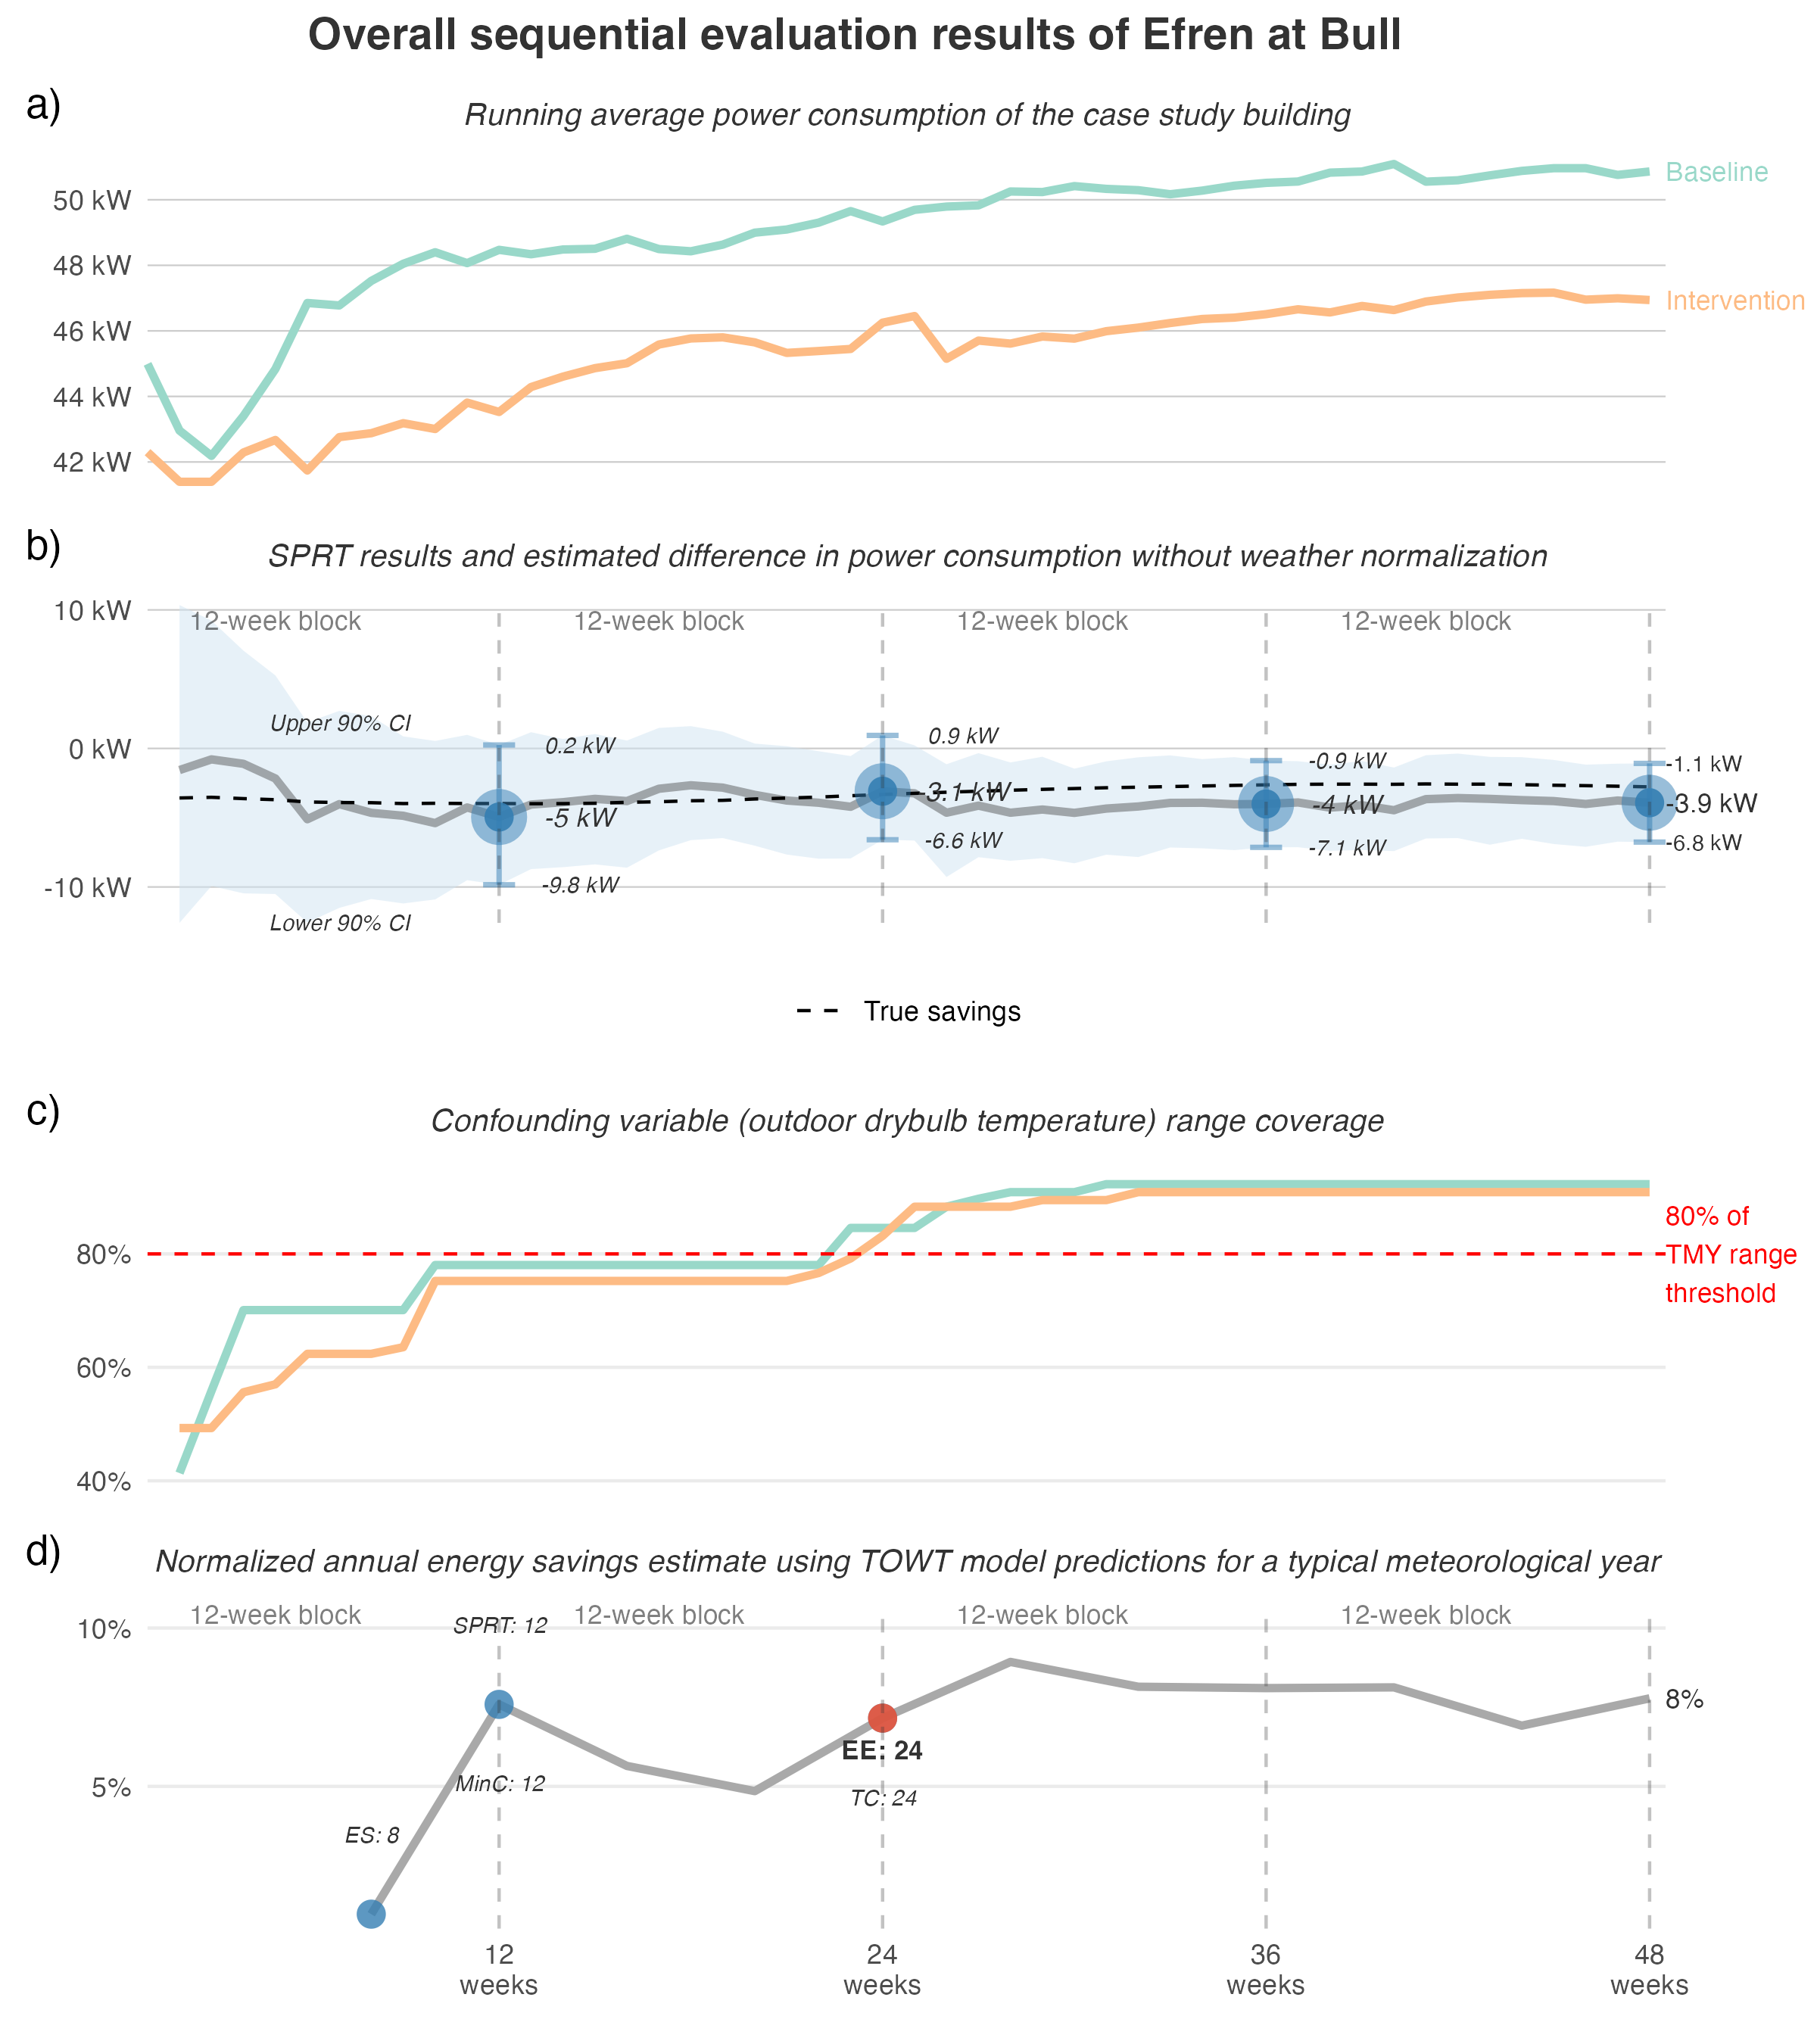 Overall sequential evaluation results of Efren at Bull
a)
Running average power consumption of the case study building
50 kW
48 kW
46 kW
44 kW
42 kW
Baseline
Intervention
b)
SPRT results and estimated difference in power consumption without weather normalization
10 kW
0 kW
-10 kW
12-week block
12-week block
12-week block
12-week block
Upper 90% CI
Lower 90% CI
0.2 kW
-5 kW
-9.8 kW
0.9 kW
-3.1 kW
-6.6 kW
-0.9 kW
-4 kW
-7.1 kW
-1.1 kW
-3.9 kW
-6.8 kW
True savings
c)
Confounding variable (outdoor drybulb temperature) range coverage
80%
60%
40%
80% of
TMY range
threshold
d)
Normalized annual energy savings estimate using TOWT model predictions for a typical meteorological year
10%
5%
12-week block
12-week block
12-week block
12-week block
SPRT: 12
MinC: 12
ES: 8
EE: 24
TC: 24
8%
12
weeks
24
weeks
36
weeks
48
weeks